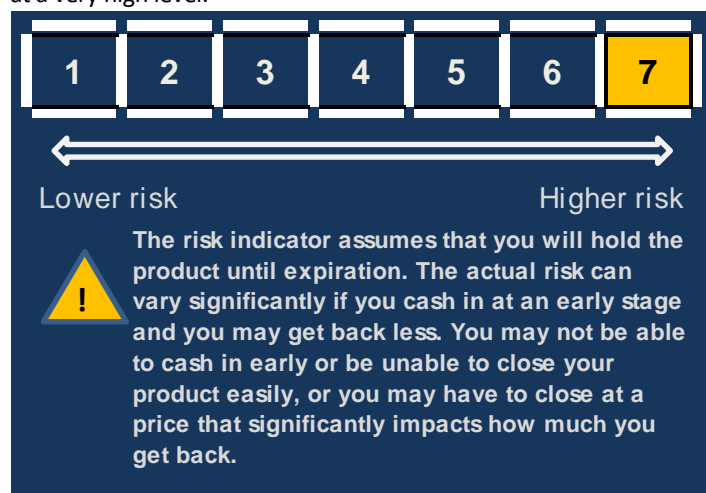 at a very high level.
1 2 3 4 5 6 7
Lower risk Higher risk
The risk indicator assumes that you will hold the
product until expiration. The actual risk can
! vary significantly if you cash in at an early stage
and you may get back less. You may not be able
to cash in early or be unable to close your
product easily, or you may have to close at a
price that significantly impacts how much you
get back.